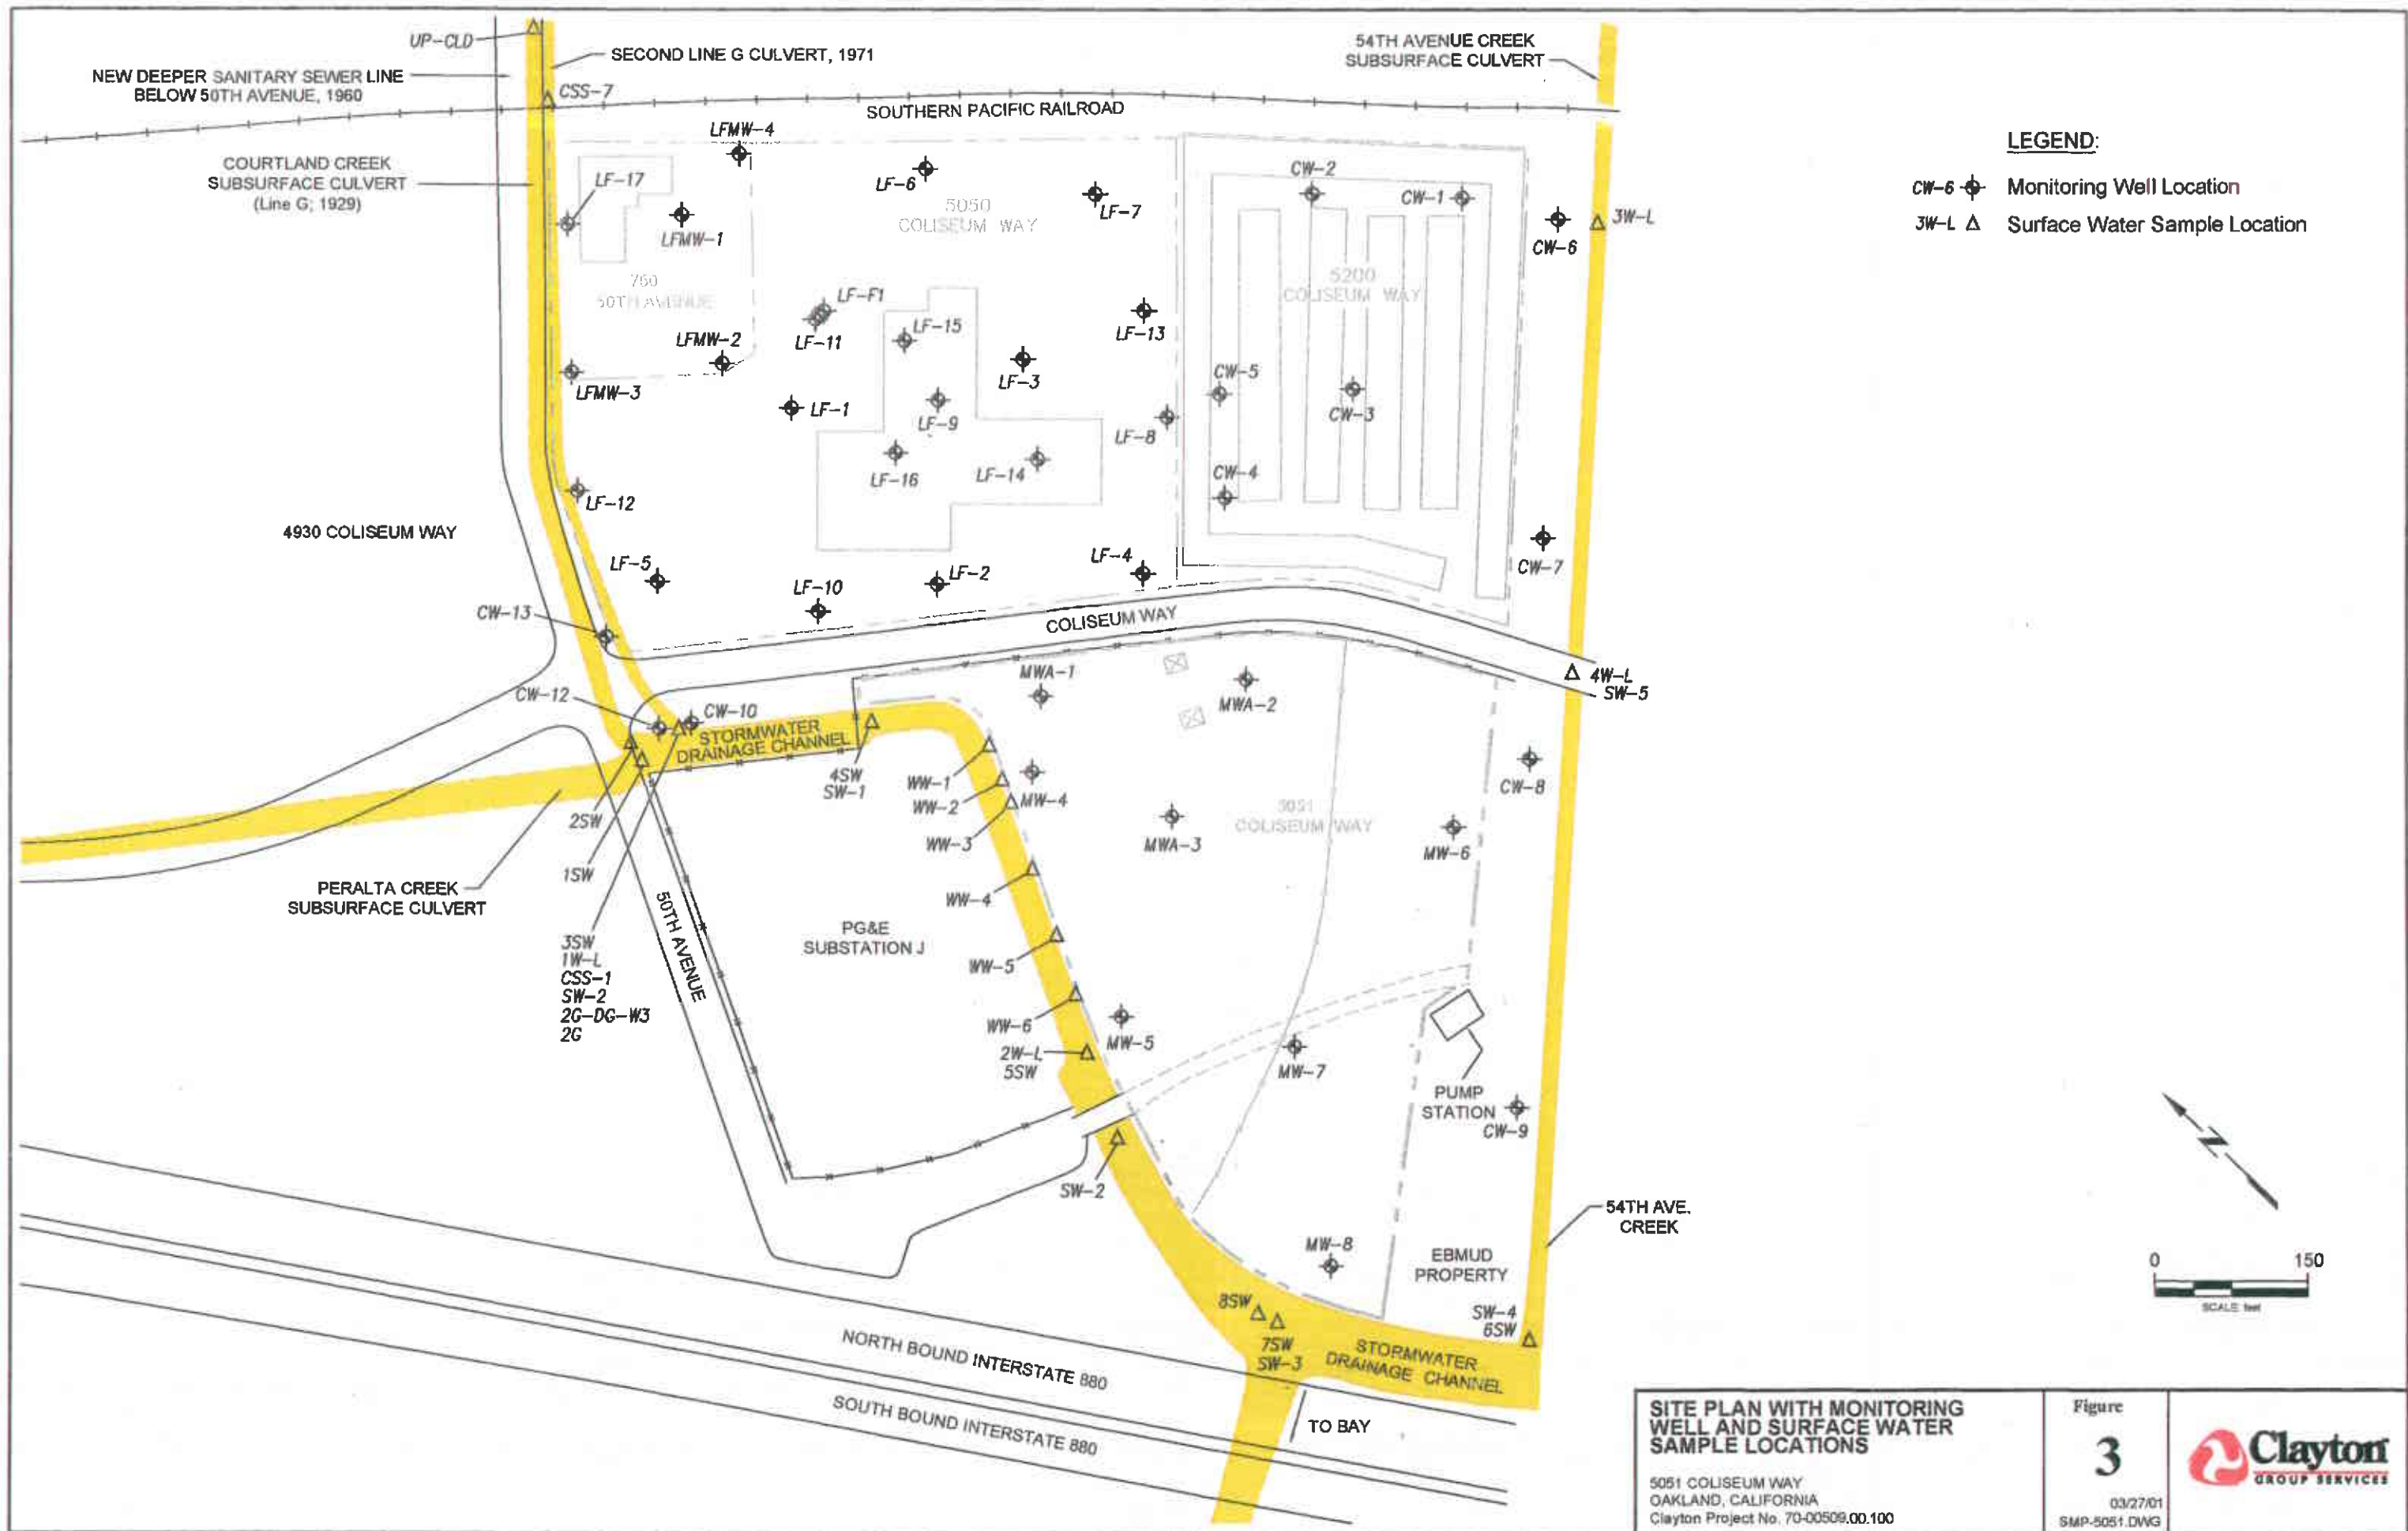 UP-CLD
SECOND LINE G CULVERT, 1971
54TH AVENUE CREEK
SUBSURFACE CULVERT
NEW DEEPER SANITARY SEWER LINE
BELOW 50TH AVENUE, 1960
CSS-7
SOUTHERN PACIFIC RAILROAD
LEGEND:
CW-6 Monitoring Well Location
3W-L Surface Water Sample Location
COURTLAND CREEK
SUBSURFACE CULVERT
(Line G; 1929)
LFMW-4
LF-17
LF-6
LF-7
CW-2
CW-1
3W-L
CW-6
LFMW-1
5050
COLISEUM WAY
760
50TH AVENUE
5200
COLISEUM WAY
LF-F1
LF-11
LF-15
LF-13
LFMW-2
LFMW-3
LF-3
CW-5
CW-3
LF-1
LF-9
LF-8
LF-16
LF-14
CW-4
LF-12
4930 COLISEUM WAY
LF-5
LF-10
LF-2
LF-4
CW-7
CW-13
COLISEUM WAY
MWA-1
MWA-2
4W-L
SW-5
CW-12
CW-10
STORMWATER
DRAINAGE CHANNEL
4SW
SW-1
WW-1
WW-2
MW-4
WW-3
MWA-3
5051
COLISEUM WAY
CW-8
MW-6
2SW
1SW
PERALTA CREEK
SUBSURFACE CULVERT
50TH AVENUE
WW-4
PG&E
SUBSTATION J
3SW
1W-L
CSS-1
SW-2
2G-DG-W3
2G
WW-5
WW-6
2W-L
5SW
MW-5
MW-7
PUMP
STATION
CW-9
SW-2
54TH AVE.
CREEK
MW-8
EBMUD
PROPERTY
8SW
7SW
SW-3
SW-4
6SW
STORMWATER
DRAINAGE CHANNEL
N
0 150
SCALE: feet
NORTH BOUND INTERSTATE 880
SOUTH BOUND INTERSTATE 880
TO BAY
SITE PLAN WITH MONITORING
WELL AND SURFACE WATER
SAMPLE LOCATIONS
5051 COLISEUM WAY
OAKLAND, CALIFORNIA
Clayton Project No. 70-00509.00.100
Figure
3
03/27/01
SMP-5051.DWG
Clayton
GROUP SERVICES